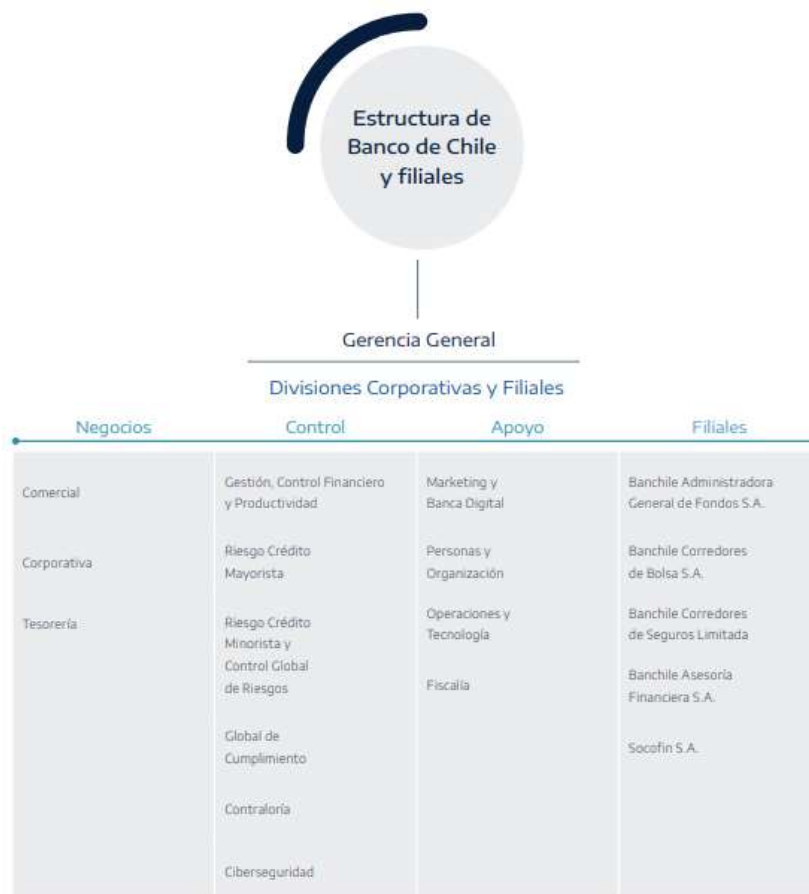 Estructura de
Banco de Chile
y filiales
Gerencia General
Divisiones Corporativas y Filiales
Negocios
Control
Apoyo
Filiales
Comercial
Corporativa
Tesorería
Gestión, Control Financiero
y Productividad
Riesgo Crédito
Mayorista
Riesgo Crédito
Minorista y
Control Global
de Riesgos
Global de
Cumplimiento
Contraloría
Ciberseguridad
Marketing y
Banca Digital
Personas y
Organización
Operaciones y
Tecnología
Fiscalía
Banchile Administradora
General de Fondos S.A.
Banchile Corredores
de Bolsa S.A.
Banchile Corredores
de Seguros Limitada
Banchile Asesoría
Financiera S.A.
Socofin S.A.